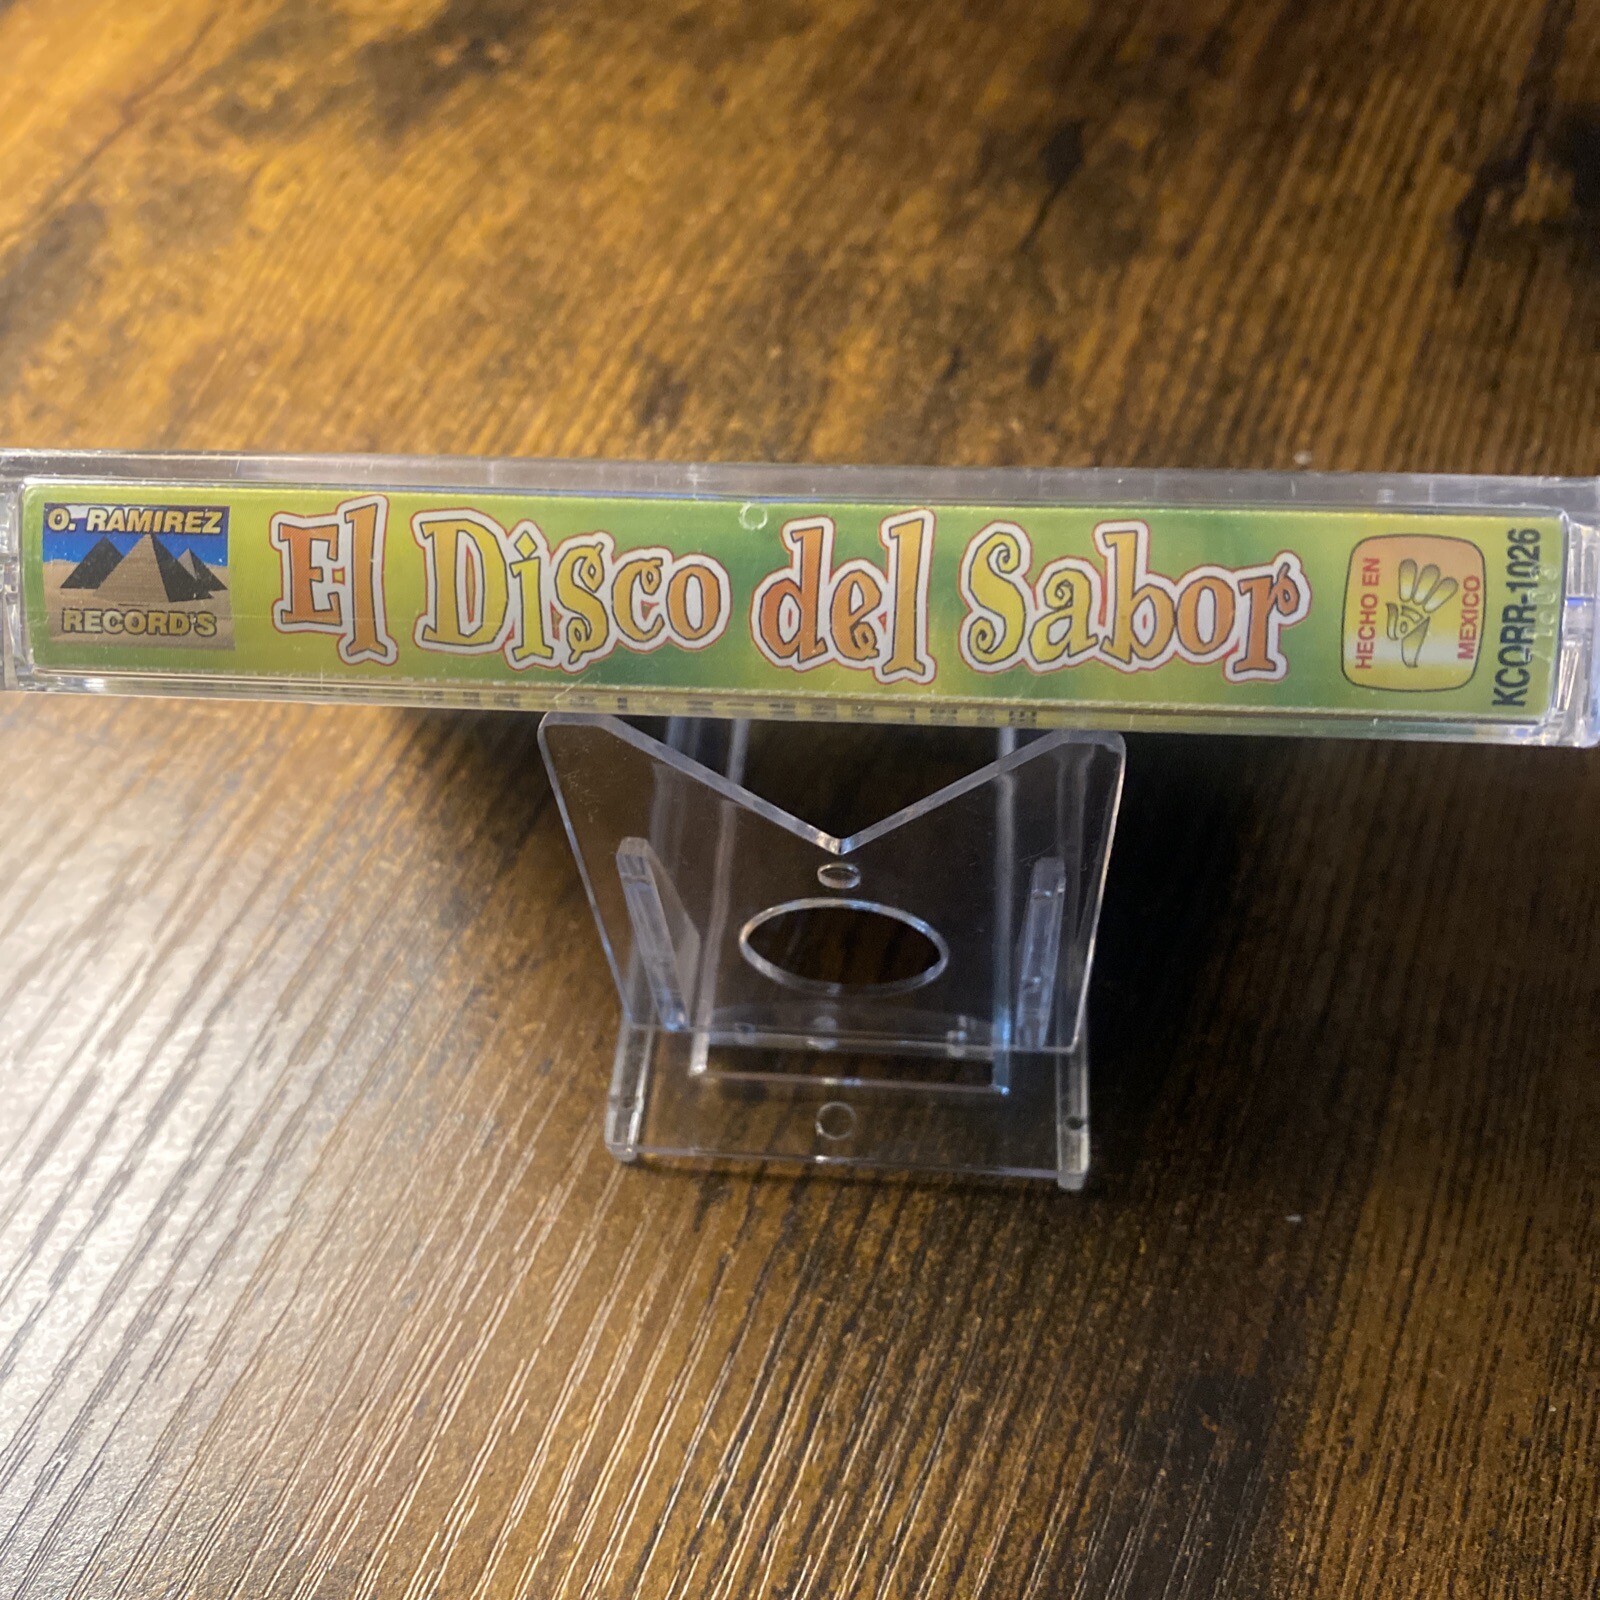 O. RAMIREZ
RECORD'S
El Disco del Sabor
HECHO EN
MEXICO
KCORR-1026